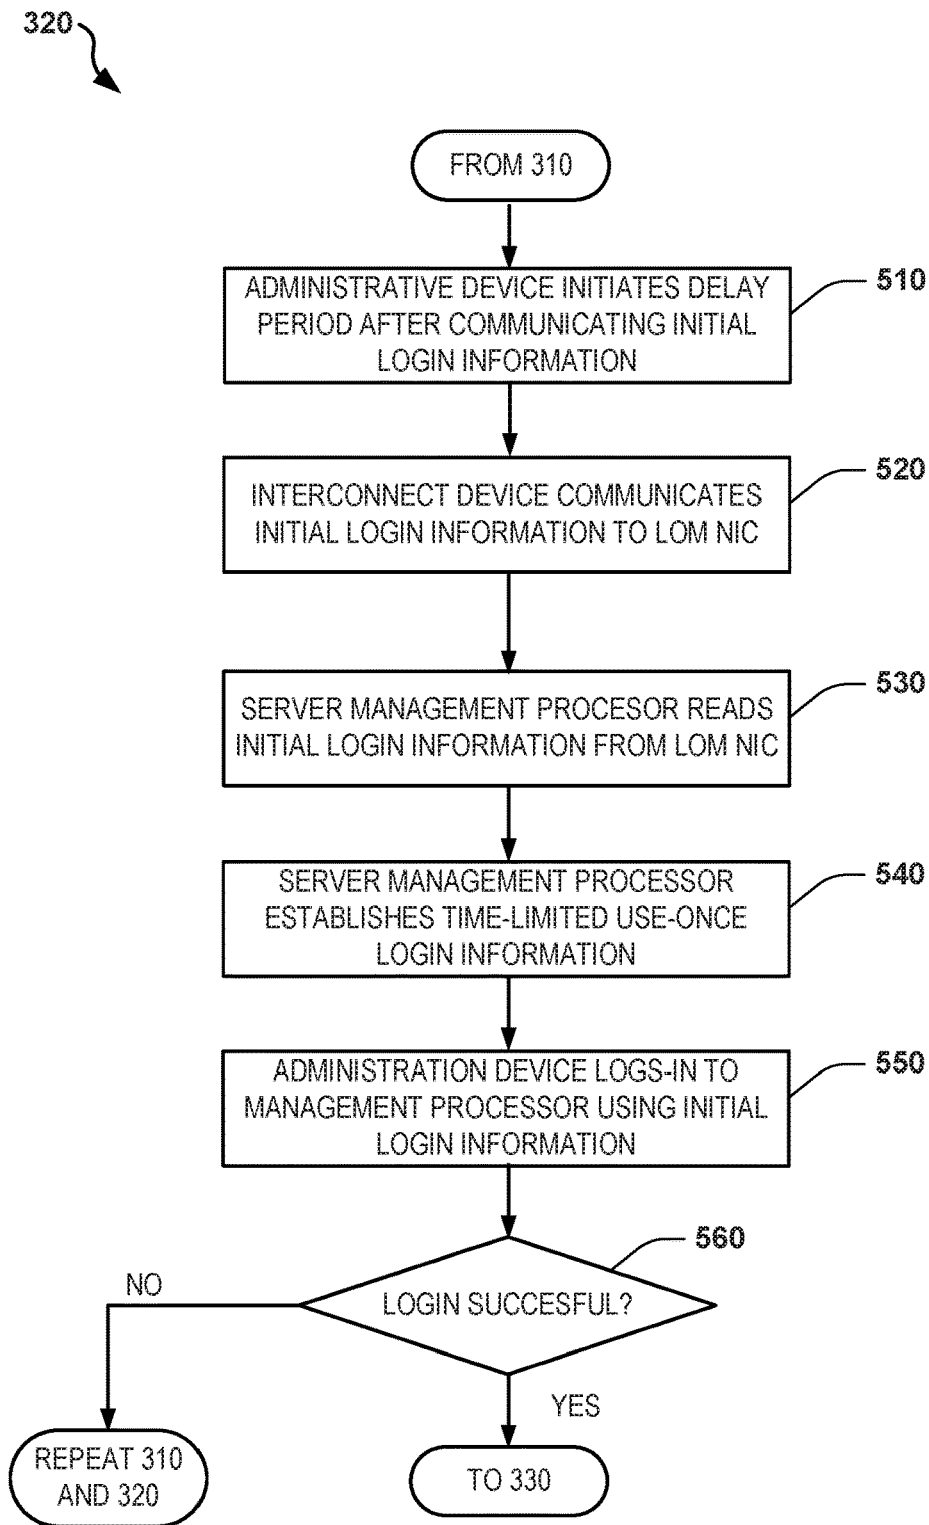 320
FROM 310
ADMINISTRATIVE DEVICE INITIATES DELAY
PERIOD AFTER COMMUNICATING INITIAL
LOGIN INFORMATION
510
INTERCONNECT DEVICE COMMUNICATES
INITIAL LOGIN INFORMATION TO LOM NIC
520
SERVER MANAGEMENT PROCESOR READS
INITIAL LOGIN INFORMATION FROM LOM NIC
530
SERVER MANAGEMENT PROCESSOR
ESTABLISHES TIME-LIMITED USE-ONCE
LOGIN INFORMATION
540
ADMINISTRATION DEVICE LOGS-IN TO
MANAGEMENT PROCESSOR USING INITIAL
LOGIN INFORMATION
550
560
LOGIN SUCCESFUL?
NO
YES
REPEAT 310
AND 320
TO 330